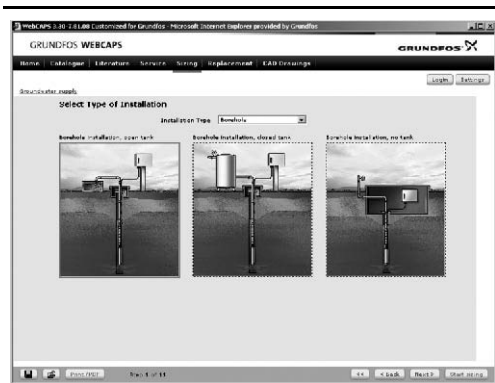 WebCAPS 3.30 7.81.00 Customized for Grundfos - Microsoft Internet Explorer provided by Grundfos
GRUNDFOS WEBCAPS
GRUNDFOS
Home Catalogue Literature Service Sizing Replacement CAD Drawings
Login Settings
Groundwater supply
Select Type of Installation
Installation Type Borehole
Borehole installation, open tank
Borehole installation, closed tank
Borehole installation, no tank
Print/PDF
Step 1 of 11
<< < Back Next > Start sizing